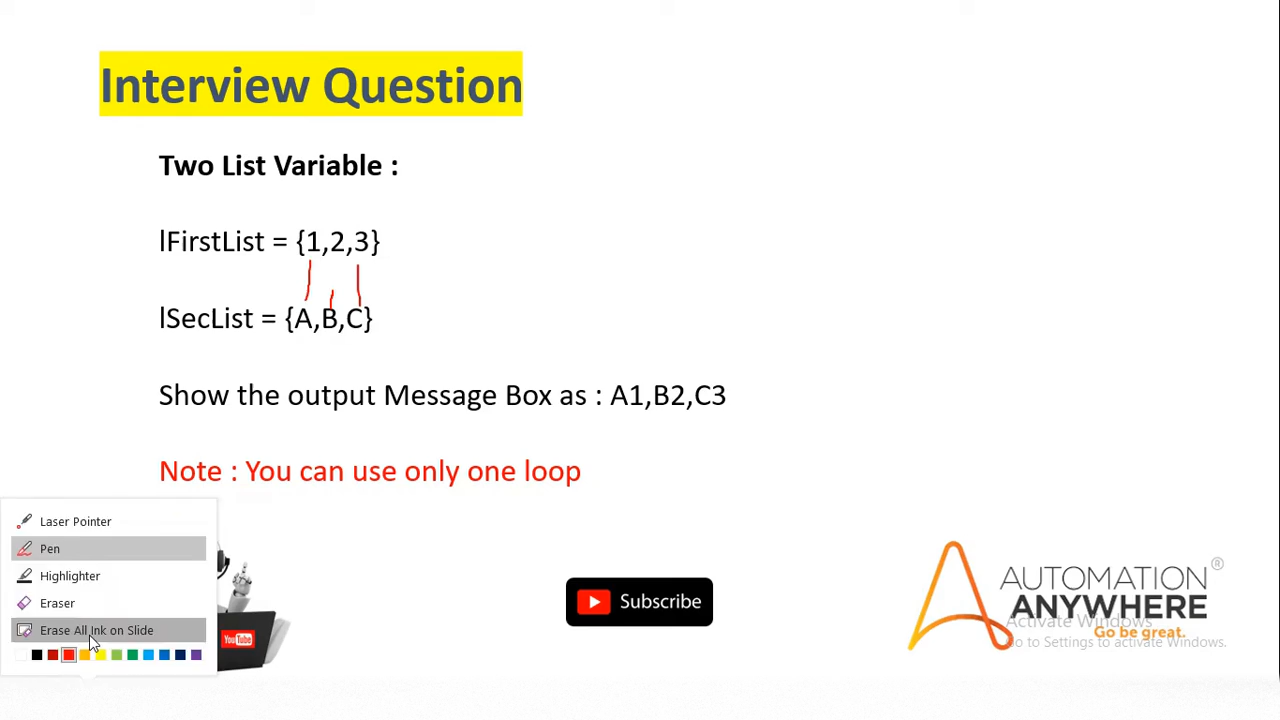 Interview Question
Two List Variable :
lFirstList = {1,2,3}
lSecList = {A,B,C}
Show the output Message Box as : A1,B2,C3
Note : You can use only one loop
Laser Pointer
Pen
Highlighter
Eraser
Erase All Ink on Slide
YouTube
Subscribe
AUTOMATION ®
ANYWHERE
Go be great.
Activate Windows
Go to Settings to activate Windows.